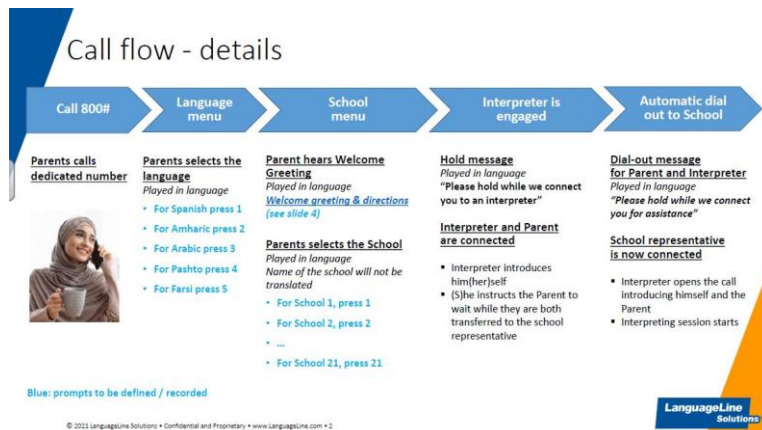 Call flow - details
Call 800#
Language
menu
School
menu
Interpreter is
engaged
Automatic dial
out to School
Parents calls
dedicated number
Parents selects the
language
Played in language
• For Spanish press 1
• For Amharic press 2
• For Arabic press 3
• For Pashto press 4
• For Farsi press 5
Parent hears Welcome
Greeting
Played in language
Welcome greeting & directions
(see slide 4)
Parents selects the School
Played in language
Name of the school will not be
translated
• For School 1, press 1
• For School 2, press 2
• ...
• For School 21, press 21
Hold message
Played in language
"Please hold while we connect
you to an interpreter"
Interpreter and Parent
are connected
▪ Interpreter introduces
him(her)self
▪ (S)he instructs the Parent to
wait while they are both
transferred to the school
representative
Dial-out message
for Parent and Interpreter
Played in language
"Please hold while we connect
you for assistance"
School representative
is now connected
▪ Interpreter opens the call
introducing himself and the
Parent
▪ Interpreting session starts
Blue: prompts to be defined / recorded
© 2021 LanguageLine Solutions • Confidential and Proprietary • www.LanguageLine.com • 2
LanguageLine
Solutions